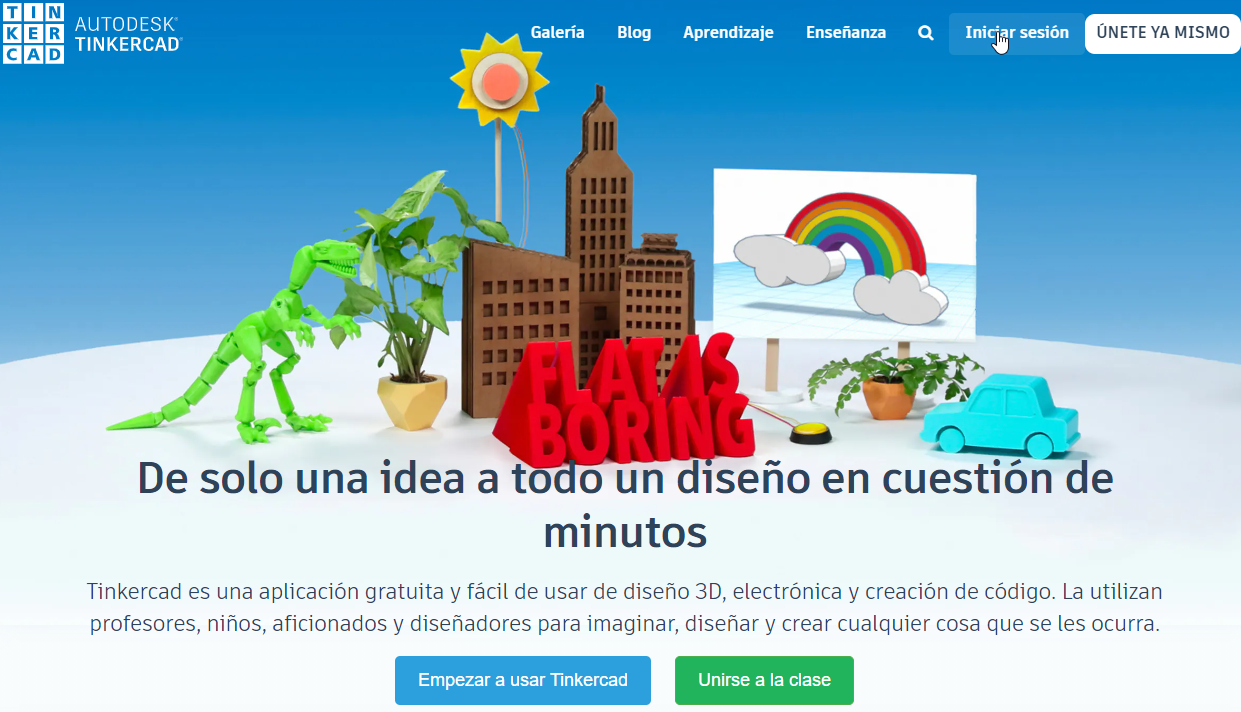 TIN
KER
CAD
AUTODESK®
TINKERCAD®
Galería
Blog
Aprendizaje
Enseñanza
Iniciar sesión
ÚNETE YA MISMO
FLAT IS
BORING
De solo una idea a todo un diseño en cuestión de
minutos
Tinkercad es una aplicación gratuita y fácil de usar de diseño 3D, electrónica y creación de código. La utilizan
profesores, niños, aficionados y diseñadores para imaginar, diseñar y crear cualquier cosa que se les ocurra.
Empezar a usar Tinkercad
Unirse a la clase